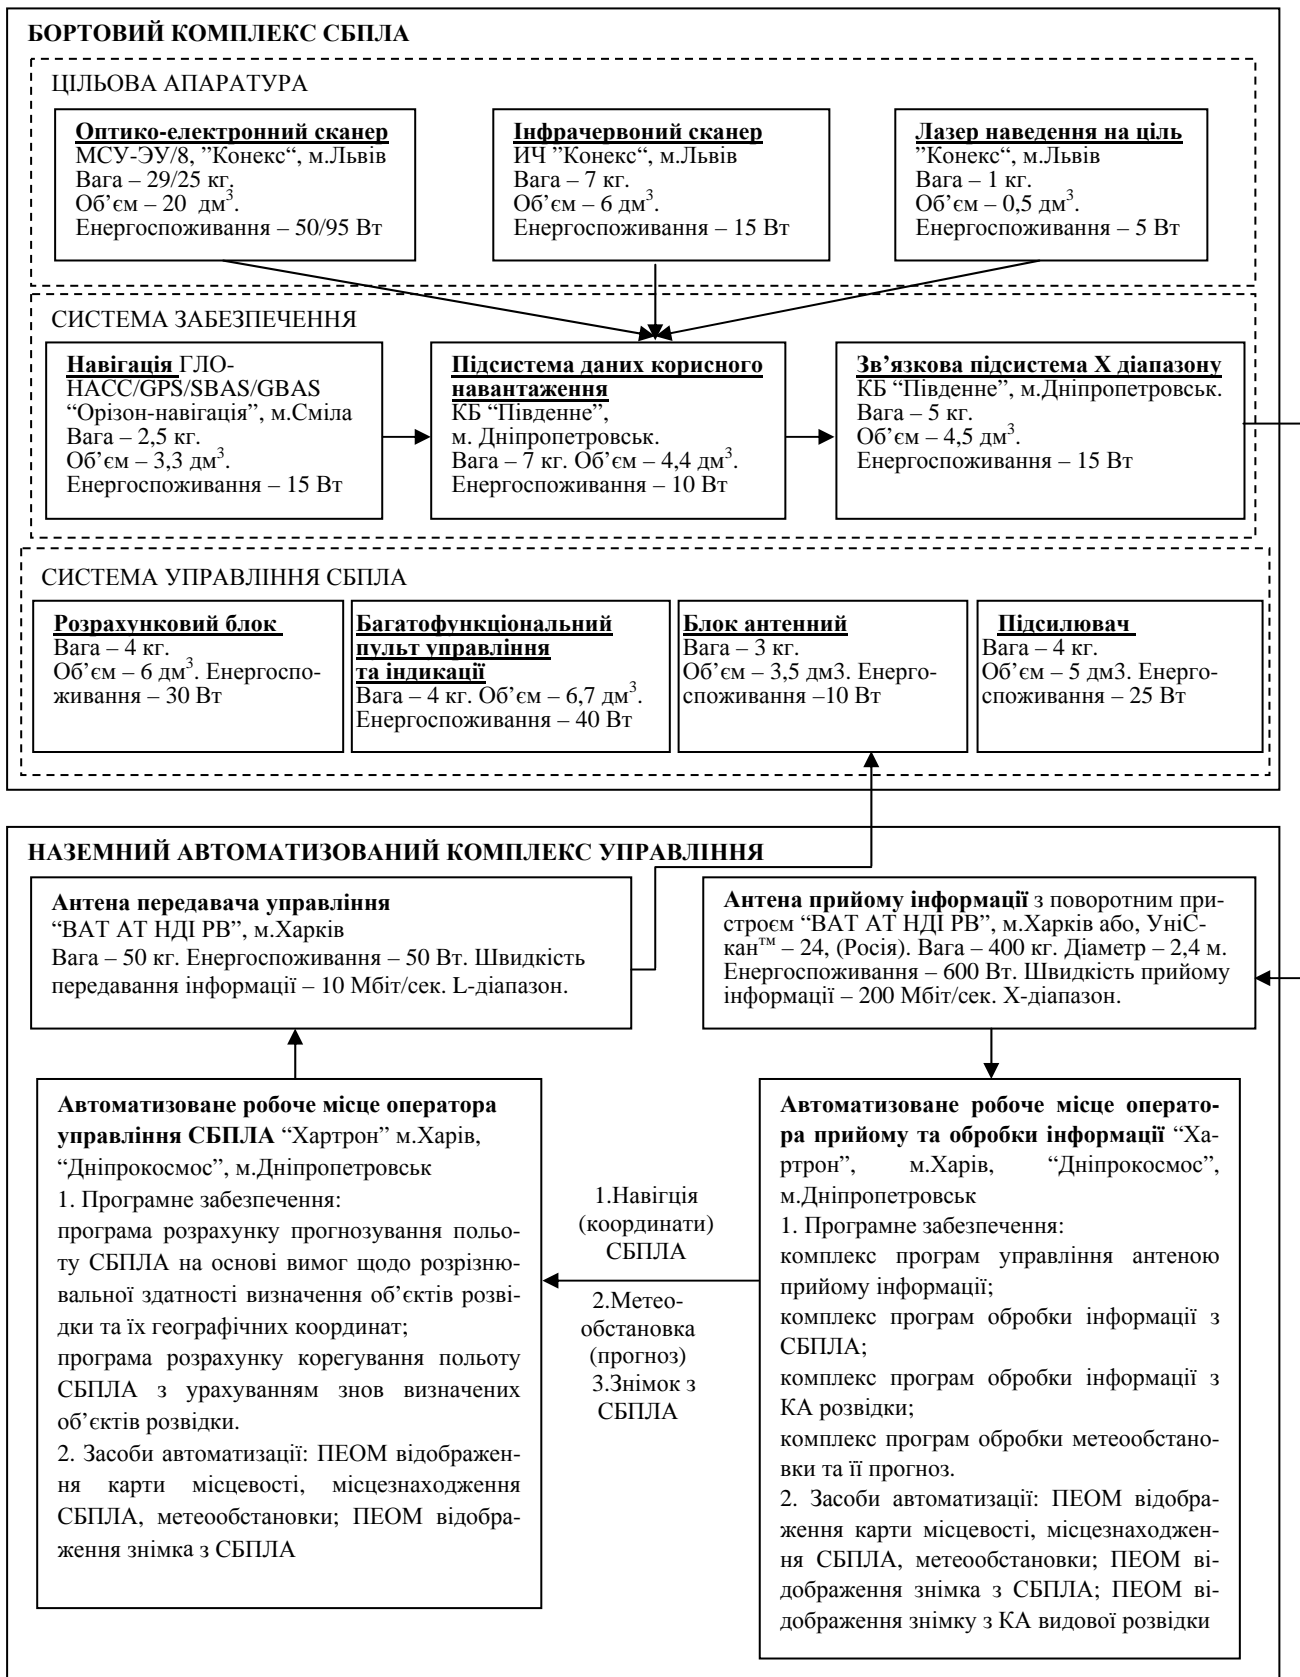 БОРТОВИЙ КОМПЛЕКС СБПЛА
ЦІЛЬОВА АПАРАТУРА
Оптико-електронний сканер
МСУ-ЭУ/8, ”Конекс“, м.Львів
Вага – 29/25 кг.
Об’єм – 20 дм³.
Енергоспоживання – 50/95 Вт
Інфрачервоний сканер
ИЧ ”Конекс“, м.Львів
Вага – 7 кг.
Об’єм – 6 дм³.
Енергоспоживання – 15 Вт
Лазер наведення на ціль
”Конекс“, м.Львів
Вага – 1 кг.
Об’єм – 0,5 дм³.
Енергоспоживання – 5 Вт
СИСТЕМА ЗАБЕЗПЕЧЕННЯ
Навігація ГЛО-
НАСС/GPS/SBAS/GBAS
“Орізон-навігація”, м.Сміла
Вага – 2,5 кг.
Об’єм – 3,3 дм³.
Енергоспоживання – 15 Вт
Підсистема даних корисного
навантаження
КБ “Південне”,
м. Дніпропетровськ.
Вага – 7 кг. Об’єм – 4,4 дм³.
Енергоспоживання – 10 Вт
Зв’язкова підсистема Х діапазону
КБ “Південне”, м.Дніпропетровськ.
Вага – 5 кг.
Об’єм – 4,5 дм³.
Енергоспоживання – 15 Вт
СИСТЕМА УПРАВЛІННЯ СБПЛА
Розрахунковий блок
Вага – 4 кг.
Об’єм – 6 дм³. Енергоспо-
живання – 30 Вт
Багатофункціональний
пульт управління
та індикації
Вага – 4 кг. Об’єм – 6,7 дм³.
Енергоспоживання – 40 Вт
Блок антенний
Вага – 3 кг.
Об’єм – 3,5 дм3. Енерго-
споживання –10 Вт
Підсилювач
Вага – 4 кг.
Об’єм – 5 дм3. Енерго-
споживання – 25 Вт
НАЗЕМНИЙ АВТОМАТИЗОВАНИЙ КОМПЛЕКС УПРАВЛІННЯ
Антена передавача управління
“ВАТ АТ НДІ РВ”, м.Харків
Вага – 50 кг. Енергоспоживання – 50 Вт. Швидкість
передавання інформації – 10 Мбіт/сек. L-діапазон.
Антена прийому інформації з поворотним при-
строєм “ВАТ АТ НДІ РВ”, м.Харків або, УніС-
кан™ – 24, (Росія). Вага – 400 кг. Діаметр – 2,4 м.
Енергоспоживання – 600 Вт. Швидкість прийому
інформації – 200 Мбіт/сек. Х-діапазон.
Автоматизоване робоче місце оператора
управління СБПЛА “Хартрон” м.Харів,
“Дніпрокосмос”, м.Дніпропетровськ
1. Програмне забезпечення:
програма розрахунку прогнозування польо-
ту СБПЛА на основі вимог щодо розрізню-
вальної здатності визначення об’єктів розві-
дки та їх географічних координат;
програма розрахунку корегування польоту
СБПЛА з урахуванням знов визначених
об’єктів розвідки.
2. Засоби автоматизації: ПЕОМ відображен-
ня карти місцевості, місцезнаходження
СБПЛА, метеообстановки; ПЕОМ відобра-
ження знімка з СБПЛА
1.Навігція
(координати)
СБПЛА
2.Метео-
обстановка
(прогноз)
3.Знімок з
СБПЛА
Автоматизоване робоче місце операто-
ра прийому та обробки інформації “Ха-
ртрон”, м.Харів, “Дніпрокосмос”,
м.Дніпропетровськ
1. Програмне забезпечення:
комплекс програм управління антеною
прийому інформації;
комплекс програм обробки інформації з
СБПЛА;
комплекс програм обробки інформації з
КА розвідки;
комплекс програм обробки метеообстано-
вки та її прогноз.
2. Засоби автоматизації: ПЕОМ відобра-
ження карти місцевості, місцезнаходжен-
ня СБПЛА, метеообстановки; ПЕОМ ві-
дображення знімка з СБПЛА; ПЕОМ ві-
дображення знімку з КА видової розвідки